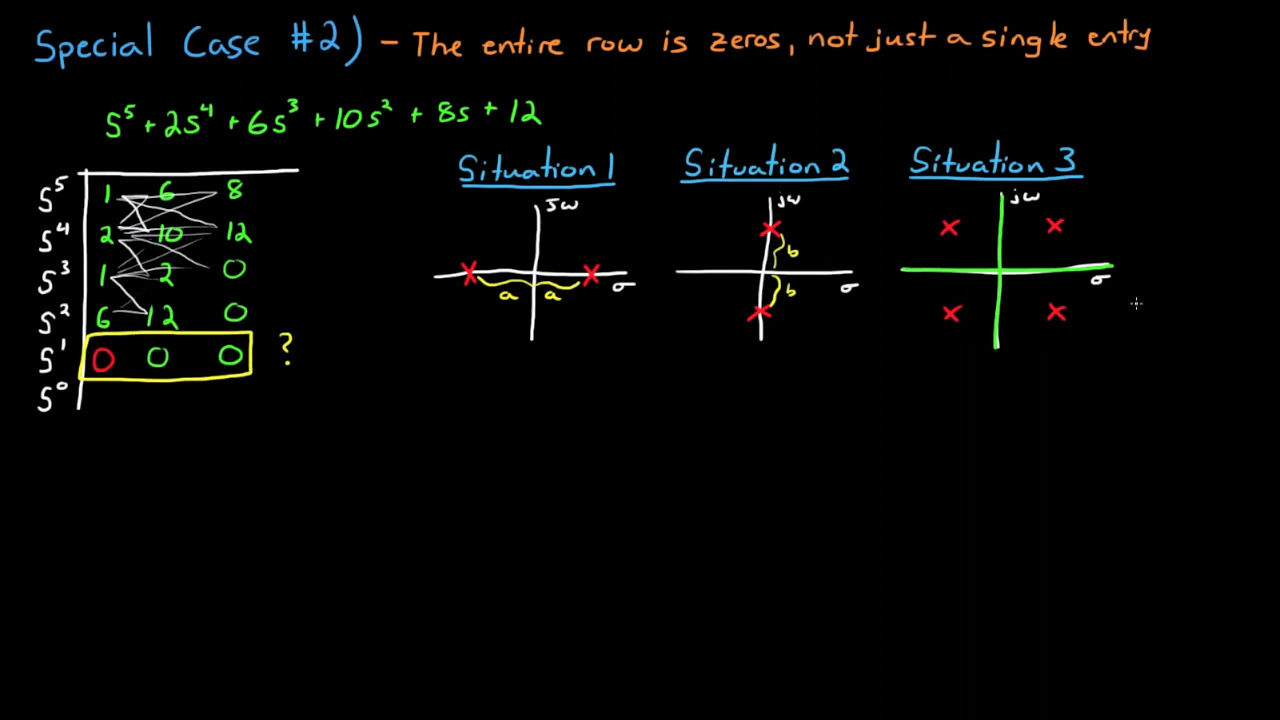 Special Case #2) - The entire row is zeros, not just a single entry
S⁵ + 2S⁴ + 6S³ + 10S² + 8S + 12
S⁵ 1 6 8
S⁴ 2 10 12
S³ 1 2 0
S² 6 12 0
S¹ 0 0 0 ?
S⁰
Situation 1
Jω
σ
a a
Situation 2
jω
b
σ
b
Situation 3
jω
σ